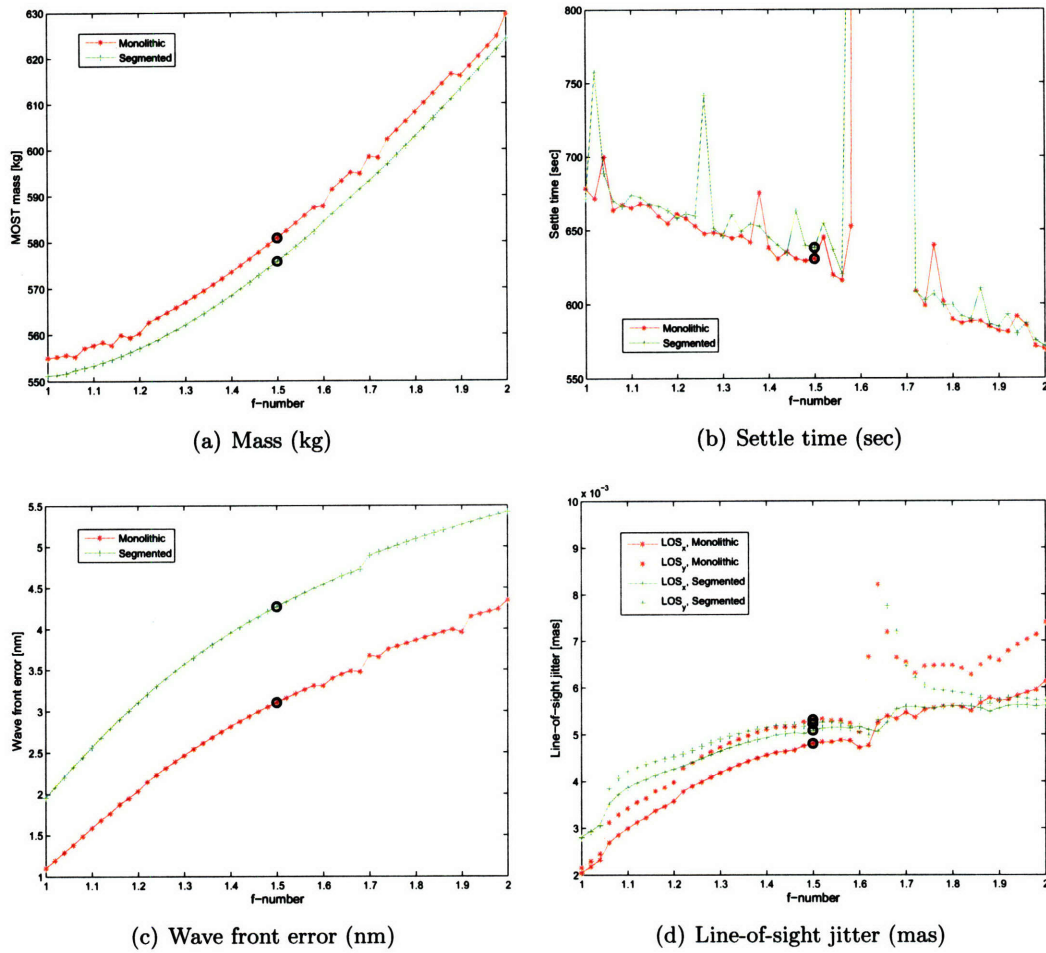 630
620
610
600
590
580
570
560
550
MOST mass [kg]
Monolithic
Segmented
1 1.1 1.2 1.3 1.4 1.5 1.6 1.7 1.8 1.9 2
f-number
(a) Mass (kg)
800
750
700
650
600
550
Settle time [sec]
Monolithic
Segmented
1 1.1 1.2 1.3 1.4 1.5 1.6 1.7 1.8 1.9 2
f-number
(b) Settle time (sec)
5.5
5
4.5
4
3.5
3
2.5
2
1.5
1
Wave front error [nm]
Monolithic
Segmented
1 1.1 1.2 1.3 1.4 1.5 1.6 1.7 1.8 1.9 2
f-number
(c) Wave front error (nm)
x 10⁻³
10
9
8
7
6
5
4
3
2
Line-of-sight jitter [mas]
LOSₓ, Monolithic
LOSᵧ, Monolithic
LOSₓ, Segmented
LOSᵧ, Segmented
1 1.1 1.2 1.3 1.4 1.5 1.6 1.7 1.8 1.9 2
f-number
(d) Line-of-sight jitter (mas)